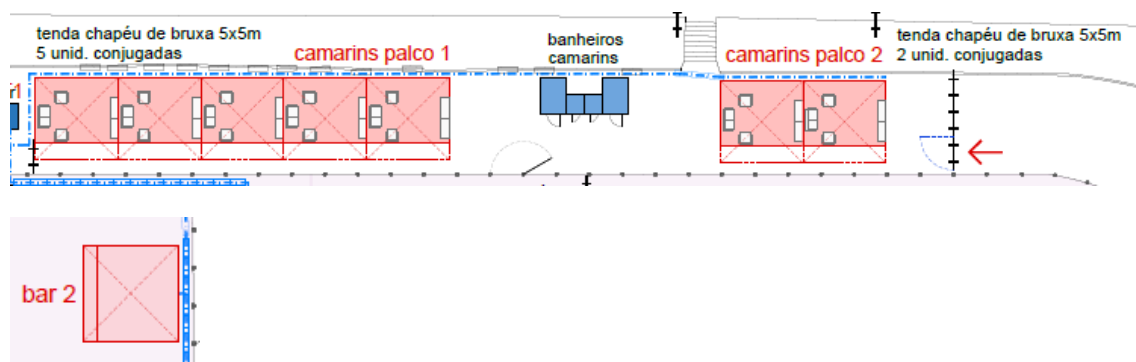 tenda chapéu de bruxa 5x5m
5 unid. conjugadas
camarins palco 1
banheiros
camarins
camarins palco 2
tenda chapéu de bruxa 5x5m
2 unid. conjugadas
r1
bar 2